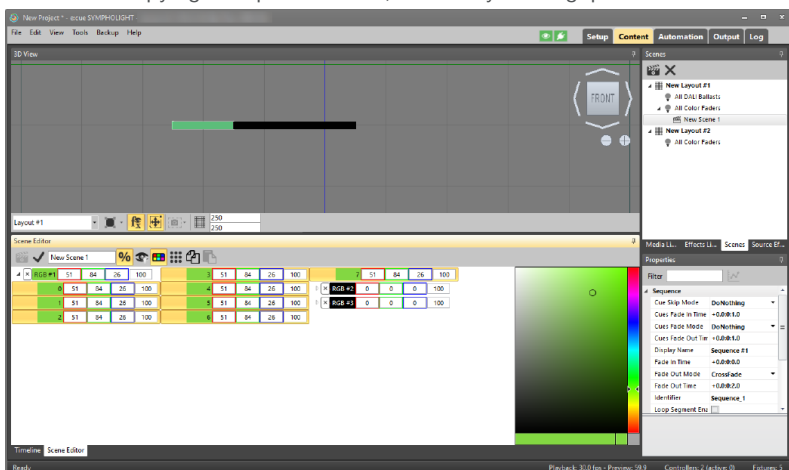 New Project * - e:cue SYMPHOLIGHT
File Edit View Tools Backup Help
Setup Content Automation Output Log
3D View
FRONT
Layout #1
250
250
Scenes
New Layout #1
All DALI Ballasts
All Color Faders
New Scene 1
New Layout #2
All Color Faders
Media Li... Effects Li... Scenes Source Ef...
Scene Editor
New Scene 1 %
RGB #1 51 84 26 100 3 51 84 26 100 7 51 84 26 100
0 51 84 26 100 4 51 84 26 100 RGB #2 0 0 0 100
1 51 84 26 100 5 51 84 26 100 RGB #3 0 0 0 100
2 51 84 26 100 6 51 84 26 100
Timeline Scene Editor
Properties
Filter
Sequence
Cue Skip Mode DoNothing
Cues Fade In Time +0.0:0:1.0
Cues Fade Mode DoNothing
Cues Fade Out Tir +0.0:0:1.0
Display Name Sequence #1
Fade In Time +0.0:0:2.0
Fade Out Mode CrossFade
Fade Out Time +0.0:0:2.0
Identifier Sequence_1
Loop Segment Ena
Ready
Playback: 30.0 fps - Preview: 59.9 Controllers: 2 (active: 0) Fixtures: 5